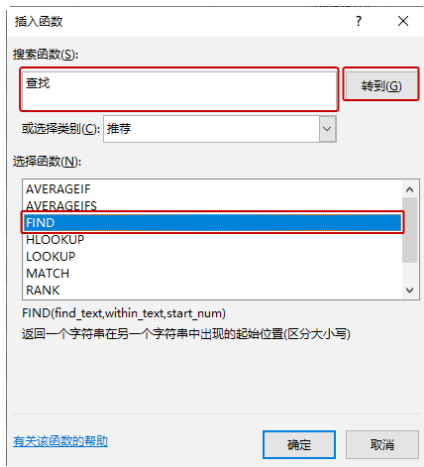 插入函数 ? ×
搜索函数(S):
查找
转到(G)
或选择类别(C): 推荐
选择函数(N):
AVERAGEIF
AVERAGEIFS
FIND
HLOOKUP
LOOKUP
MATCH
RANK
FIND(find_text,within_text,start_num)
返回一个字符串在另一个字符串中出现的起始位置(区分大小写)
有关该函数的帮助
确定 取消